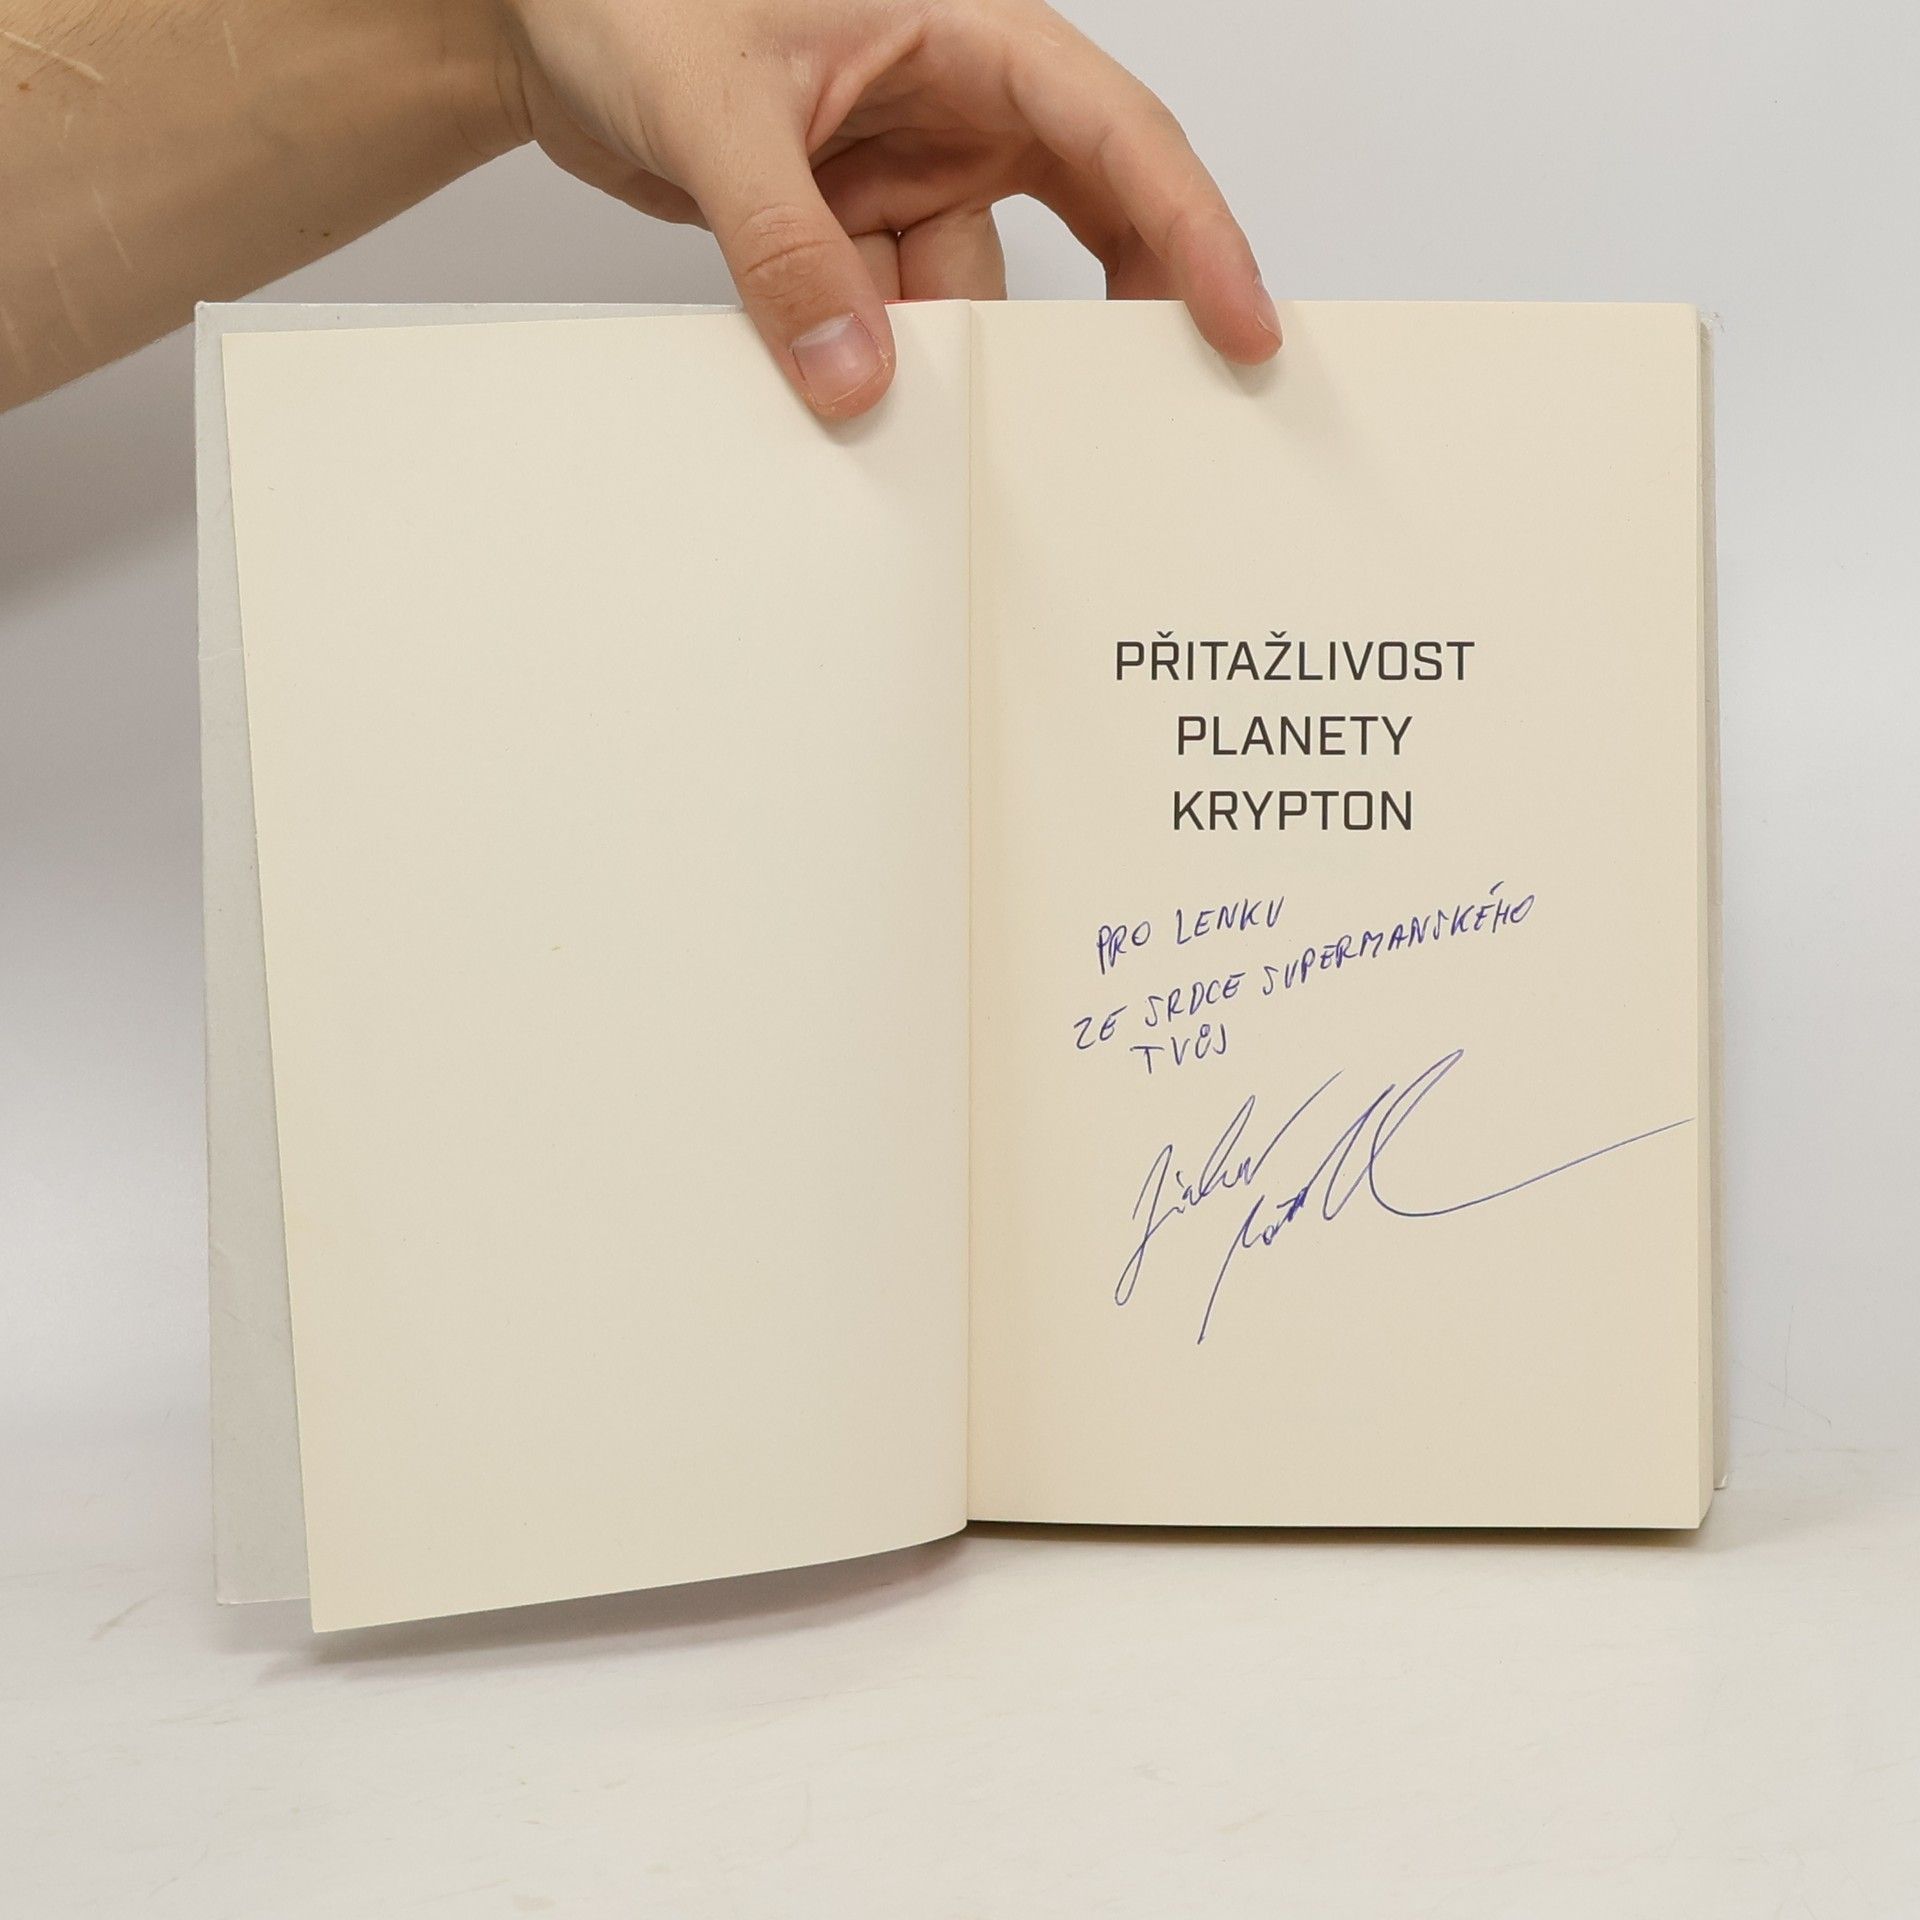 PŘITAŽLIVOST
PLANETY
KRYPTON
PRO LENKU
ZE SRDCE SUPERMANSKÉHO
TVŮJ